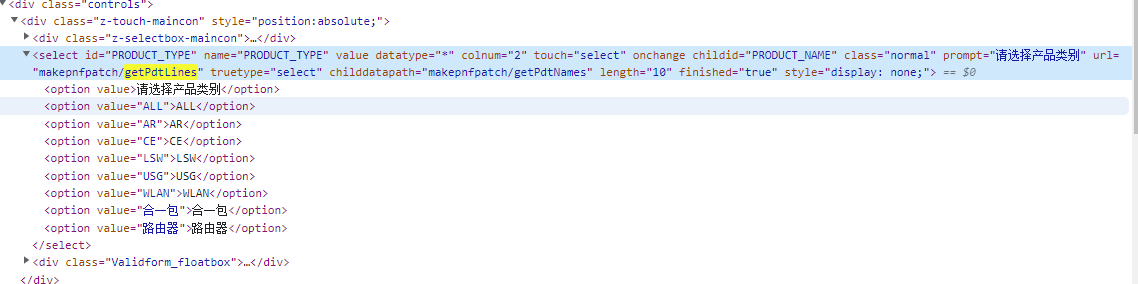 <div class="controls">
<div class="z-touch-maincon" style="position:absolute;">
<div class="z-selectbox-maincon">…</div>
<select id="PRODUCT_TYPE" name="PRODUCT_TYPE" value datatype="*" colnum="2" touch="select" onchange childid="PRODUCT_NAME" class="normal" prompt="请选择产品类别" url=
"makepnfpatch/getPdtLines" truetype="select" childdatapath="makepnfpatch/getPdtNames" length="10" finished="true" style="display: none;"> == $0
<option value>请选择产品类别</option>
<option value="ALL">ALL</option>
<option value="AR">AR</option>
<option value="CE">CE</option>
<option value="LSW">LSW</option>
<option value="USG">USG</option>
<option value="WLAN">WLAN</option>
<option value="合一包">合一包</option>
<option value="路由器">路由器</option>
</select>
<div class="Validform_floatbox">…</div>
</div>